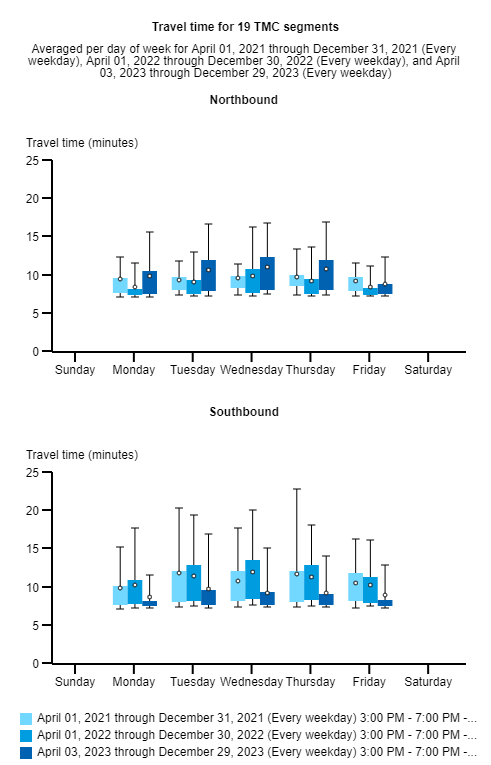 Travel time for 19 TMC segments
Averaged per day of week for April 01, 2021 through December 31, 2021 (Every
weekday), April 01, 2022 through December 30, 2022 (Every weekday), and April
03, 2023 through December 29, 2023 (Every weekday)
Northbound
Travel time (minutes)
25
20
15
10
5
0
Sunday Monday Tuesday Wednesday Thursday Friday Saturday
Southbound
Travel time (minutes)
25
20
15
10
5
0
Sunday Monday Tuesday Wednesday Thursday Friday Saturday
April 01, 2021 through December 31, 2021 (Every weekday) 3:00 PM - 7:00 PM -...
April 01, 2022 through December 30, 2022 (Every weekday) 3:00 PM - 7:00 PM -...
April 03, 2023 through December 29, 2023 (Every weekday) 3:00 PM - 7:00 PM -...